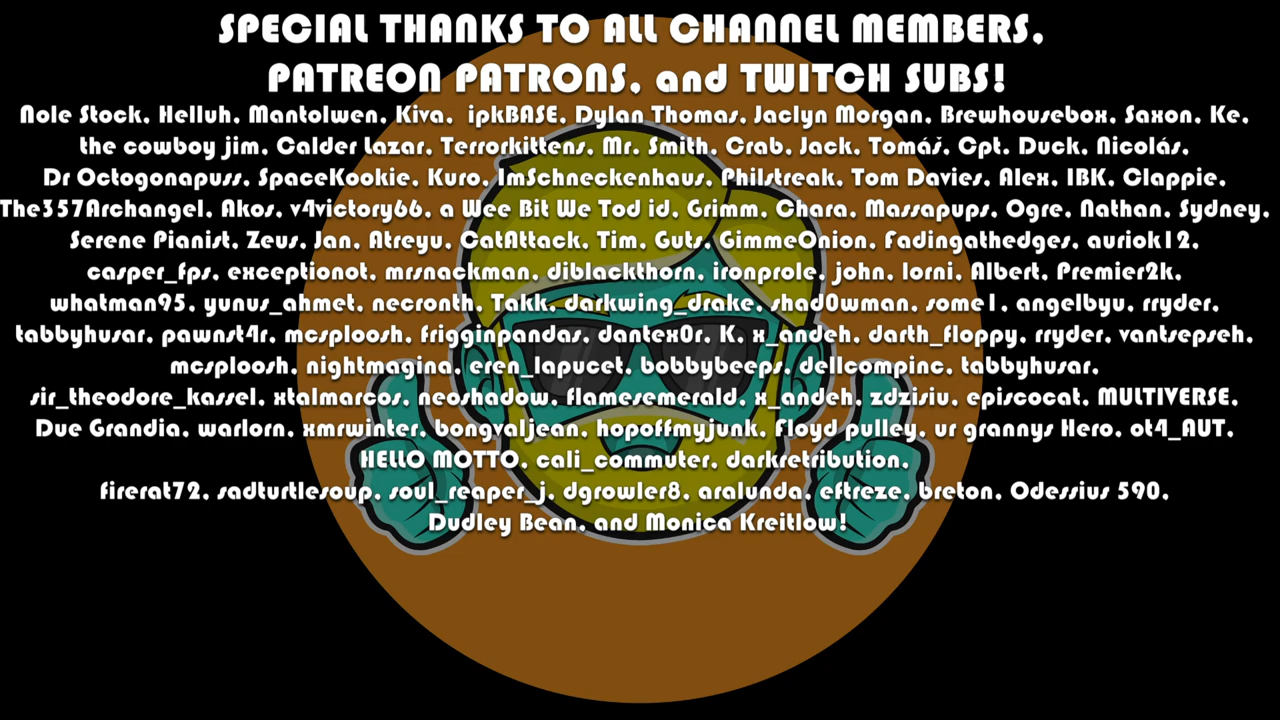 SPECIAL THANKS TO ALL CHANNEL MEMBERS,
PATREON PATRONS, and TWITCH SUBS!
Nole Stock, Helluh, Mantolwen, Kiva, ipkBASE, Dylan Thomas, Jaclyn Morgan, Brewhousebox, Saxon, Ke,
the cowboy jim, Calder Lazar, Terrorkittens, Mr. Smith, Crab, Jack, Tomáš, Cpt. Duck, Nicolás,
Dr Octogonapuss, SpaceKookie, Kuro, ImSchneckenhaus, Philstreak, Tom Davies, Alex, IBK, Clappie,
The357Archangel, Akos, v4victory66, a Wee Bit We Tod id, Grimm, Chara, Massapups, Ogre, Nathan, Sydney,
Serene Pianist, Zeus, Jan, Atreyu, CatAttack, Tim, Guts, GimmeOnion, Fadingathedges, auriok12,
casper_fps, exceptionot, mrsnackman, diblackthorn, ironprole, john, lorni, Albert, Premier2k,
whatman95, yunus_ahmet, necronth, Takk, darkwing_drake, shad0wman, some1, angelbyu, rryder,
tabbyhusar, pawnst4r, mcsploosh, frigginpandas, dantex0r, K, x_andeh, darth_floppy, rryder, vantsepseh,
mcsploosh, nightmagina, eren_lapucet, bobbybeeps, dellcompinc, tabbyhusar,
sir_theodore_kassel, xtalmarcos, neoshadow, flamesemerald, x_andeh, zdzisiu, episcocat, MULTIVERSE,
Due Grandia, warlorn, xmrwinter, bongvaljean, hopoffmyjunk, Floyd pulley, ur grannys Hero, ot4_AUT,
HELLO MOTTO, cali_commuter, darkretribution,
firerat72, sadturtlesoup, soul_reaper_j, dgrowler8, aralunda, eftreze, breton, Odessius 590,
Dudley Bean, and Monica Kreitlow!